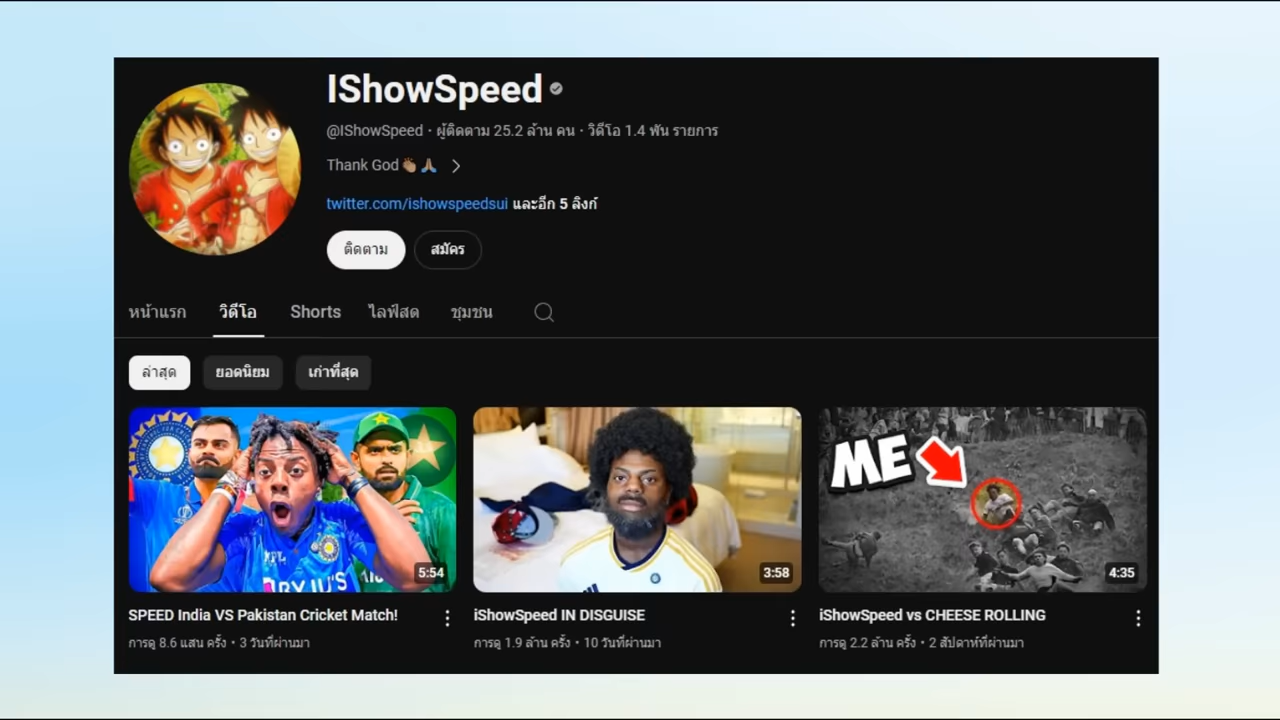 IShowSpeed
@IShowSpeed · ผู้ติดตาม 25.2 ล้าน คน · วิดีโอ 1.4 พัน รายการ
Thank God👏🏽🙏🏽
twitter.com/ishowspeedsui และอีก 5 ลิงก์
ติดตาม สมัคร
หน้าแรก วิดีโอ Shorts ไลฟ์สด ชุมชน
ล่าสุด ยอดนิยม เก่าที่สุด
ME
5:54 3:58 4:35
SPEED India VS Pakistan Cricket Match! iShowSpeed IN DISGUISE iShowSpeed vs CHEESE ROLLING
การดู 8.6 แสน ครั้ง • 3 วันที่ผ่านมา การดู 1.9 ล้าน ครั้ง • 10 วันที่ผ่านมา การดู 2.2 ล้าน ครั้ง • 2 สัปดาห์ที่ผ่านมา